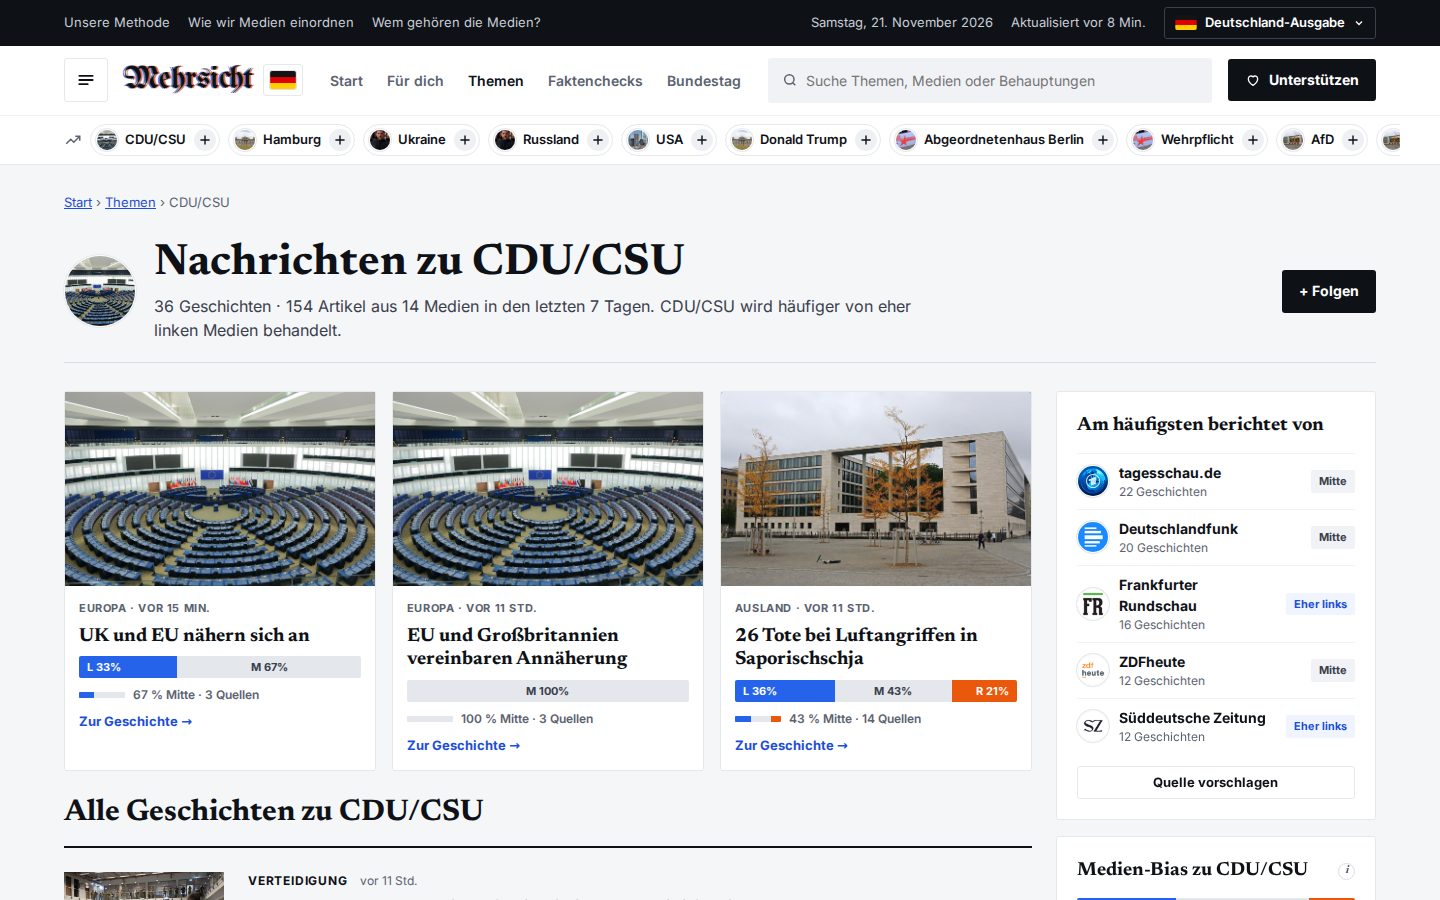 Unsere Methode Wie wir Medien einordnen Wem gehören die Medien? Samstag, 21. November 2026 Aktualisiert vor 8 Min. Deutschland-Ausgabe
Mehrsicht Start Für dich Themen Faktenchecks Bundestag Suche Themen, Medien oder Behauptungen Unterstützen
CDU/CSU + Hamburg + Ukraine + Russland + USA + Donald Trump + Abgeordnetenhaus Berlin + Wehrpflicht + AfD +
Start › Themen › CDU/CSU
Nachrichten zu CDU/CSU
36 Geschichten · 154 Artikel aus 14 Medien in den letzten 7 Tagen. CDU/CSU wird häufiger von eher
linken Medien behandelt.
+ Folgen
EUROPA · VOR 15 MIN.
UK und EU nähern sich an
L 33% M 67%
67 % Mitte · 3 Quellen
Zur Geschichte →
EUROPA · VOR 11 STD.
EU und Großbritannien
vereinbaren Annäherung
M 100%
100 % Mitte · 3 Quellen
Zur Geschichte →
AUSLAND · VOR 11 STD.
26 Tote bei Luftangriffen in
Saporischschja
L 36% M 43% R 21%
43 % Mitte · 14 Quellen
Zur Geschichte →
Alle Geschichten zu CDU/CSU
VERTEIDIGUNG vor 11 Std.
Am häufigsten berichtet von
tagesschau.de
22 Geschichten
Mitte
Deutschlandfunk
20 Geschichten
Mitte
FR
Frankfurter
Rundschau
16 Geschichten
Eher links
zdf
heute
ZDFheute
12 Geschichten
Mitte
SZ
Süddeutsche Zeitung
12 Geschichten
Eher links
Quelle vorschlagen
Medien-Bias zu CDU/CSU i